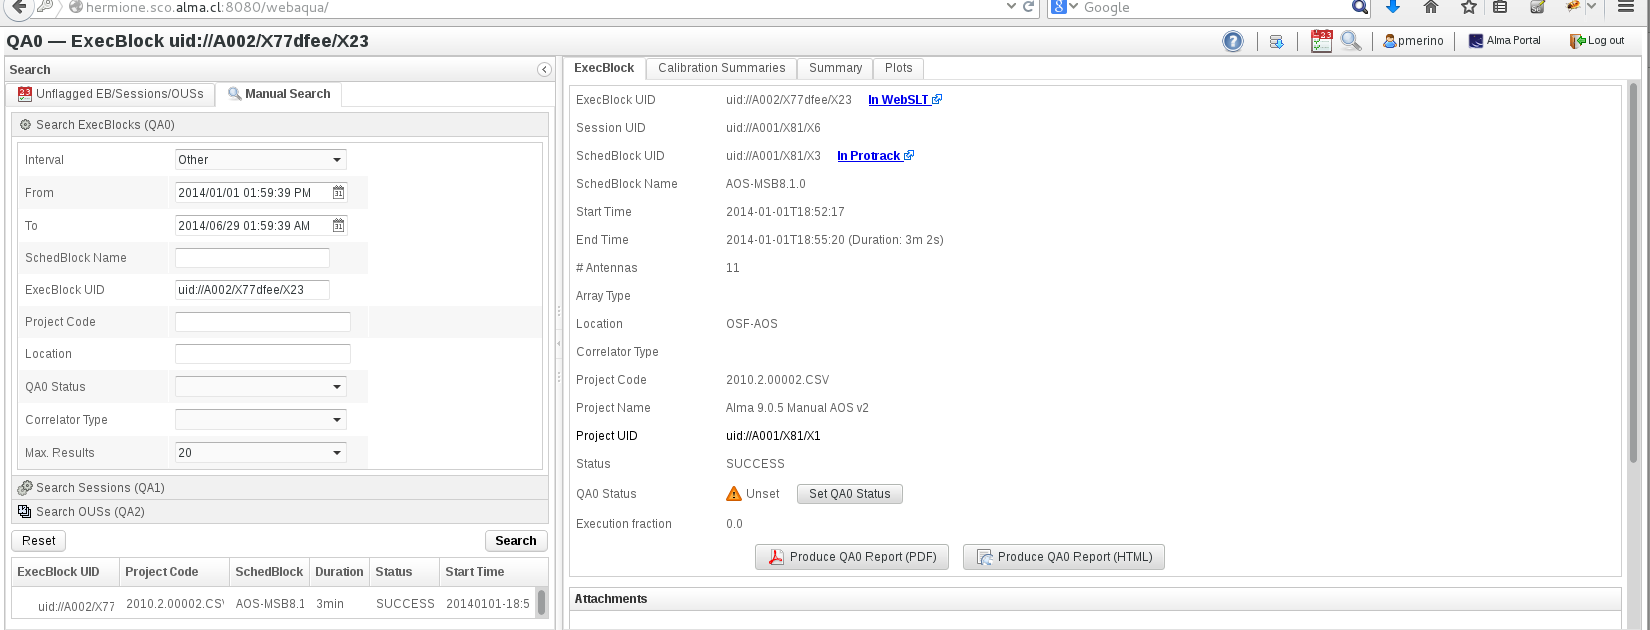 hermione.sco.alma.cl:8080/webaqua/
Google
QA0 — ExecBlock uid://A002/X77dfee/X23
pmerino
Alma Portal
Log out
Search
Unflagged EB/Sessions/OUSs
Manual Search
Search ExecBlocks (QA0)
Interval Other
From 2014/01/01 01:59:39 PM
To 2014/06/29 01:59:39 AM
SchedBlock Name
ExecBlock UID uid://A002/X77dfee/X23
Project Code
Location
QA0 Status
Correlator Type
Max. Results 20
Search Sessions (QA1)
Search OUSs (QA2)
Reset
Search
ExecBlock UID Project Code SchedBlock Duration Status Start Time
uid://A002/X77 2010.2.00002.CSV AOS-MSB8.1 3min SUCCESS 20140101-18:5
ExecBlock Calibration Summaries Summary Plots
ExecBlock UID uid://A002/X77dfee/X23 In WebSLT
Session UID uid://A001/X81/X6
SchedBlock UID uid://A001/X81/X3 In Protrack
SchedBlock Name AOS-MSB8.1.0
Start Time 2014-01-01T18:52:17
End Time 2014-01-01T18:55:20 (Duration: 3m 2s)
# Antennas 11
Array Type
Location OSF-AOS
Correlator Type
Project Code 2010.2.00002.CSV
Project Name Alma 9.0.5 Manual AOS v2
Project UID uid://A001/X81/X1
Status SUCCESS
QA0 Status Unset Set QA0 Status
Execution fraction 0.0
Produce QA0 Report (PDF) Produce QA0 Report (HTML)
Attachments